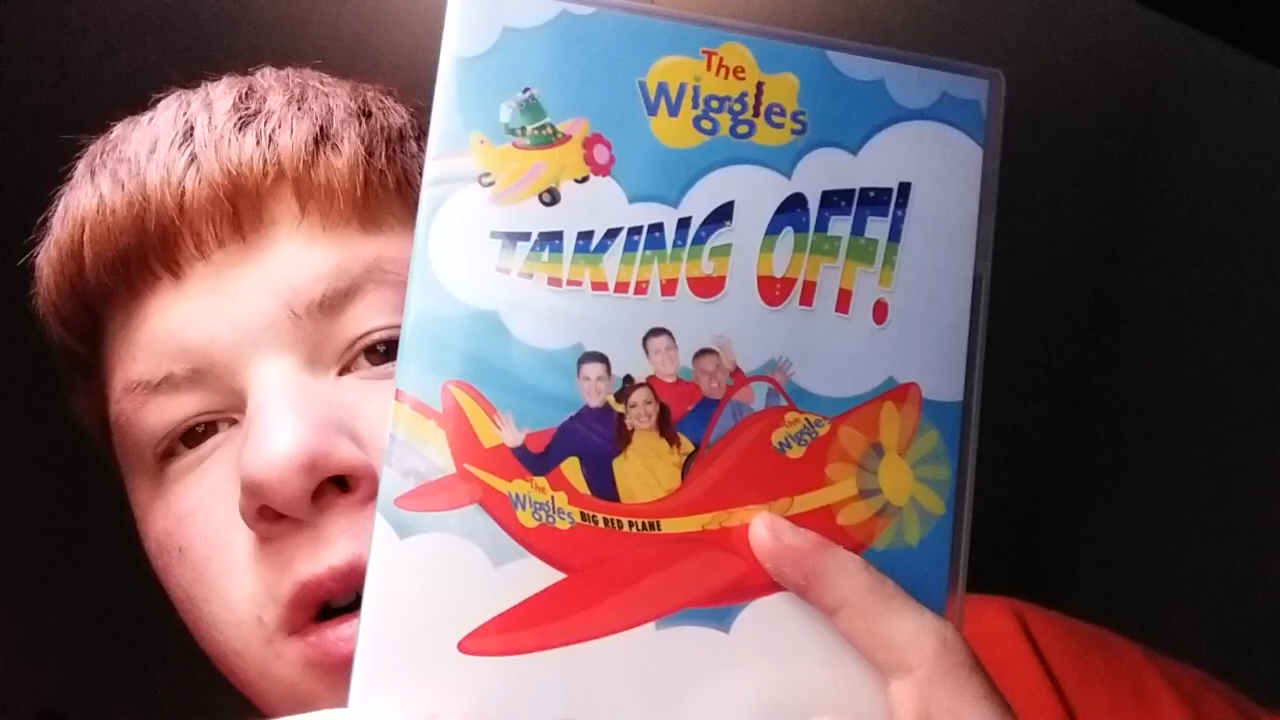 The
Wiggles
TAKING OFF!
The
Wiggles
The
Wiggles BIG RED PLANE